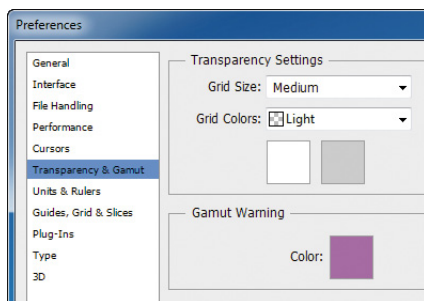 Preferences
General
Interface
File Handling
Performance
Cursors
Transparency & Gamut
Units & Rulers
Guides, Grid & Slices
Plug-Ins
Type
3D
Transparency Settings
Grid Size: Medium
Grid Colors: Light
Gamut Warning
Color: